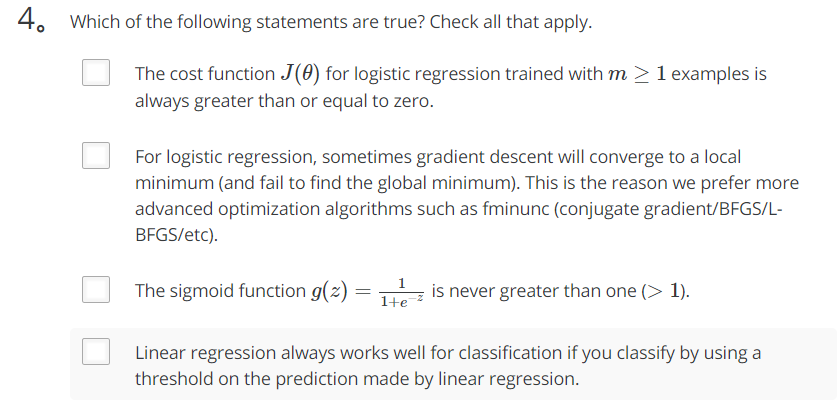 4. Which of the following statements are true? Check all that apply.
The cost function J(θ) for logistic regression trained with m ≥ 1 examples is
always greater than or equal to zero.
For logistic regression, sometimes gradient descent will converge to a local
minimum (and fail to find the global minimum). This is the reason we prefer more
advanced optimization algorithms such as fminunc (conjugate gradient/BFGS/L-
BFGS/etc).
The sigmoid function g(z) = 1/(1+e^{-z}) is never greater than one (> 1).
Linear regression always works well for classification if you classify by using a
threshold on the prediction made by linear regression.